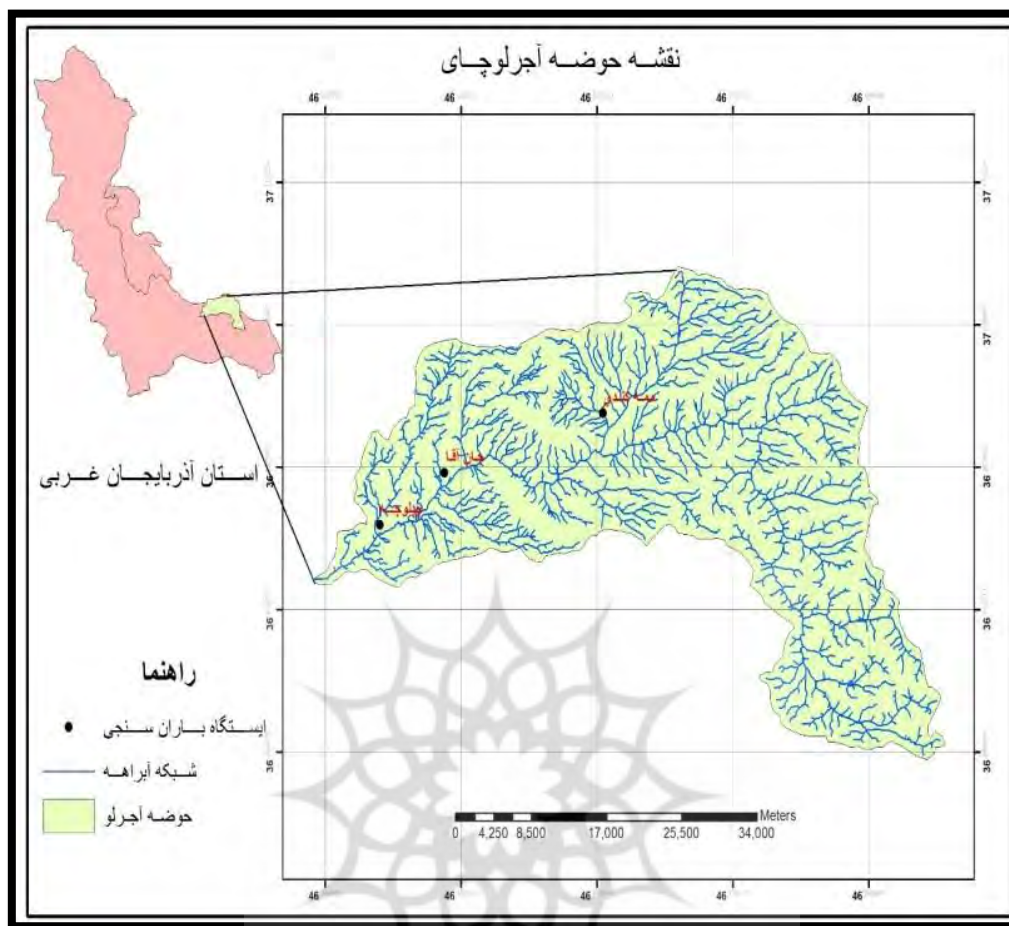 نقشه حوضه آجرلوچای
46 46 46 46 46
37 37
37
36 36
36 36
36 36
جان آقا
استان آذربایجان غربی
راهنما
ایستگاه باران سنجی
شبکه آبراهه
حوضه آجرلو
Meters
0 4,250 8,500 17,000 25,500 34,000
46 46 46 46 46